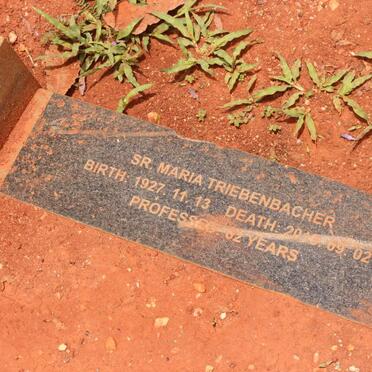 SR. MARIA TRIEBENBACHER
BIRTH: 1927. 11. 13 DEATH: 09. 02
PROFESSED 62 YEARS